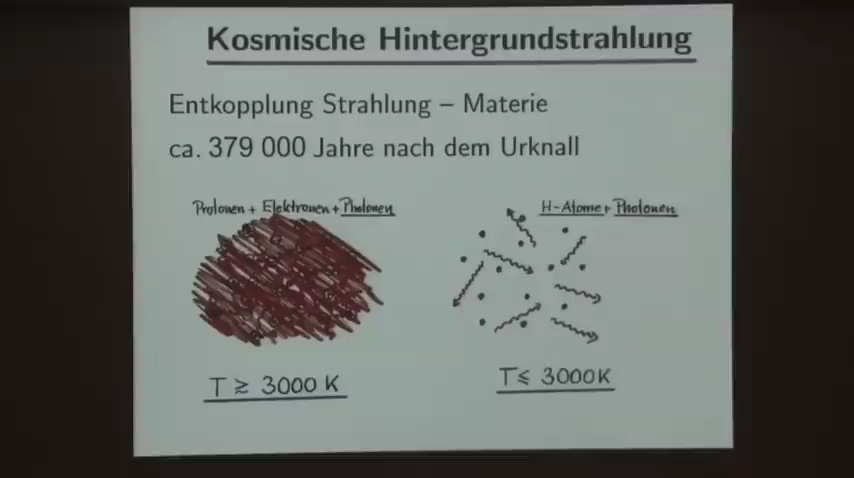 Kosmische Hintergrundstrahlung
Entkopplung Strahlung – Materie
ca. 379 000 Jahre nach dem Urknall
Protonen + Elektronen + Photonen
H-Atome + Photonen
T ≳ 3000 K
T ≲ 3000 K